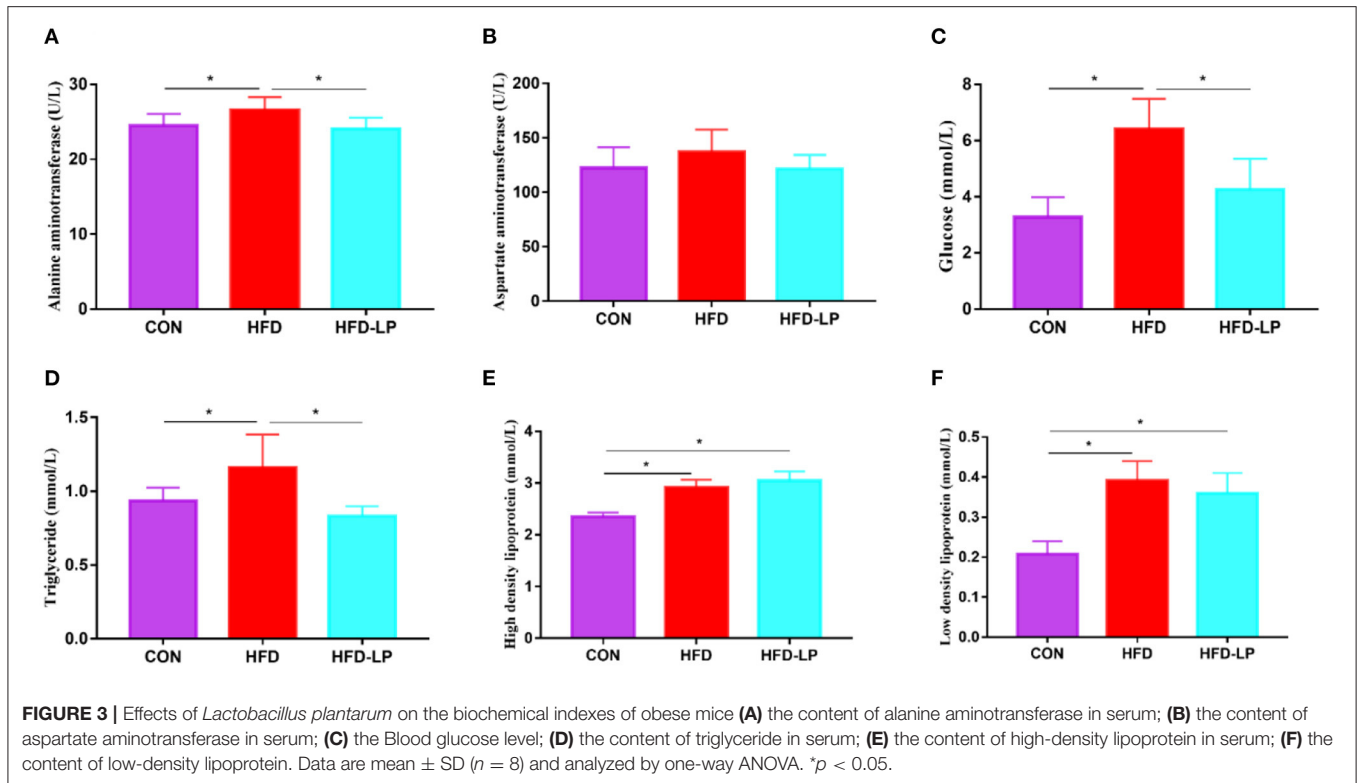 A
Alanine aminotransferase (U/L)
30
20
10
0
* *
CON HFD HFD-LP
B
Aspartate aminotransferase (U/L)
200
150
100
50
0
CON HFD HFD-LP
C
Glucose (mmol/L)
8
6
4
2
0
* *
CON HFD HFD-LP
D
Triglyceride (mmol/L)
1.5
1.0
0.5
0.0
* *
CON HFD HFD-LP
E
High density lipoprotein (mmol/L)
4
3
2
1
0
*
*
CON HFD HFD-LP
F
Low density lipoprotein (mmol/L)
0.5
0.4
0.3
0.2
0.1
0.0
*
*
CON HFD HFD-LP
FIGURE 3 | Effects of Lactobacillus plantarum on the biochemical indexes of obese mice (A) the content of alanine aminotransferase in serum; (B) the content of
aspartate aminotransferase in serum; (C) the Blood glucose level; (D) the content of triglyceride in serum; (E) the content of high-density lipoprotein in serum; (F) the
content of low-density lipoprotein. Data are mean ± SD (n = 8) and analyzed by one-way ANOVA. *p < 0.05.